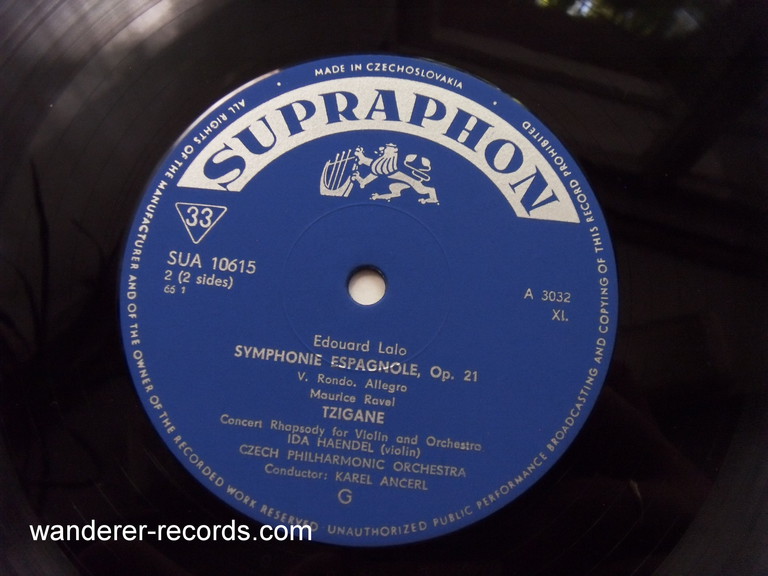 MADE IN CZECHOSLOVAKIA
ALL RIGHTS OF THE MANUFACTURER AND OF THE OWNER OF THE RECORDED WORK RESERVED UNAUTHORIZED PUBLIC PERFORMANCE BROADCASTING AND COPYING OF THIS RECORD PROHIBITED
SUPRAPHON
33
SUA 10615
2 (2 sides)
66 1
A 3032
XI.
Edouard Lalo
SYMPHONIE ESPAGNOLE, Op. 21
V. Rondo. Allegro
Maurice Ravel
TZIGANE
Concert Rhapsody for Violin and Orchestra
IDA HAENDEL (violin)
CZECH PHILHARMONIC ORCHESTRA
Conductor: KAREL ANČERL
G
wanderer-records.com